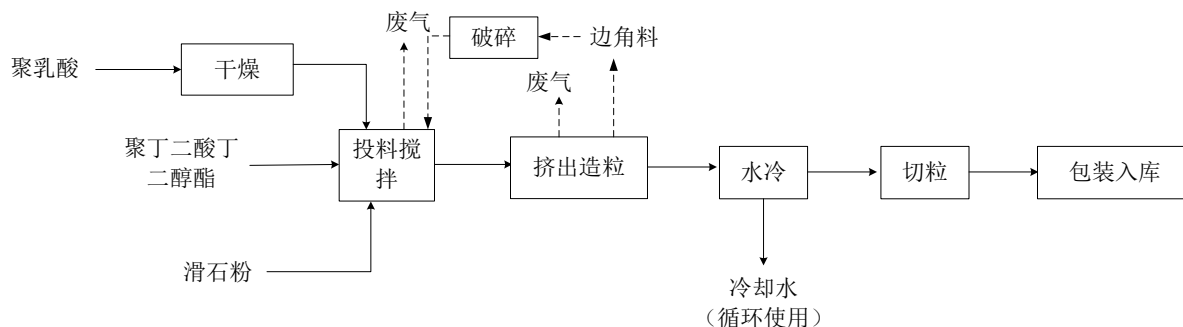 废气
破碎
边角料
聚乳酸
干燥
废气
聚丁二酸丁
二醇酯
投料搅
拌
挤出造粒
水冷
切粒
包装入库
滑石粉
冷却水
（循环使用）